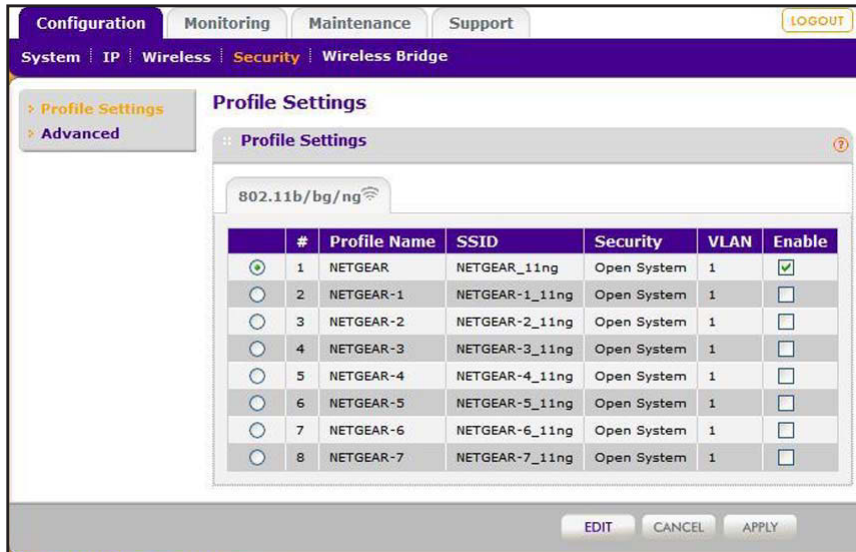 Configuration Monitoring Maintenance Support LOGOUT
System IP Wireless Security Wireless Bridge
Profile Settings
Advanced
Profile Settings
Profile Settings ?
802.11b/bg/ng
# Profile Name SSID Security VLAN Enable
1 NETGEAR NETGEAR_11ng Open System 1
2 NETGEAR-1 NETGEAR-1_11ng Open System 1
3 NETGEAR-2 NETGEAR-2_11ng Open System 1
4 NETGEAR-3 NETGEAR-3_11ng Open System 1
5 NETGEAR-4 NETGEAR-4_11ng Open System 1
6 NETGEAR-5 NETGEAR-5_11ng Open System 1
7 NETGEAR-6 NETGEAR-6_11ng Open System 1
8 NETGEAR-7 NETGEAR-7_11ng Open System 1
EDIT CANCEL APPLY